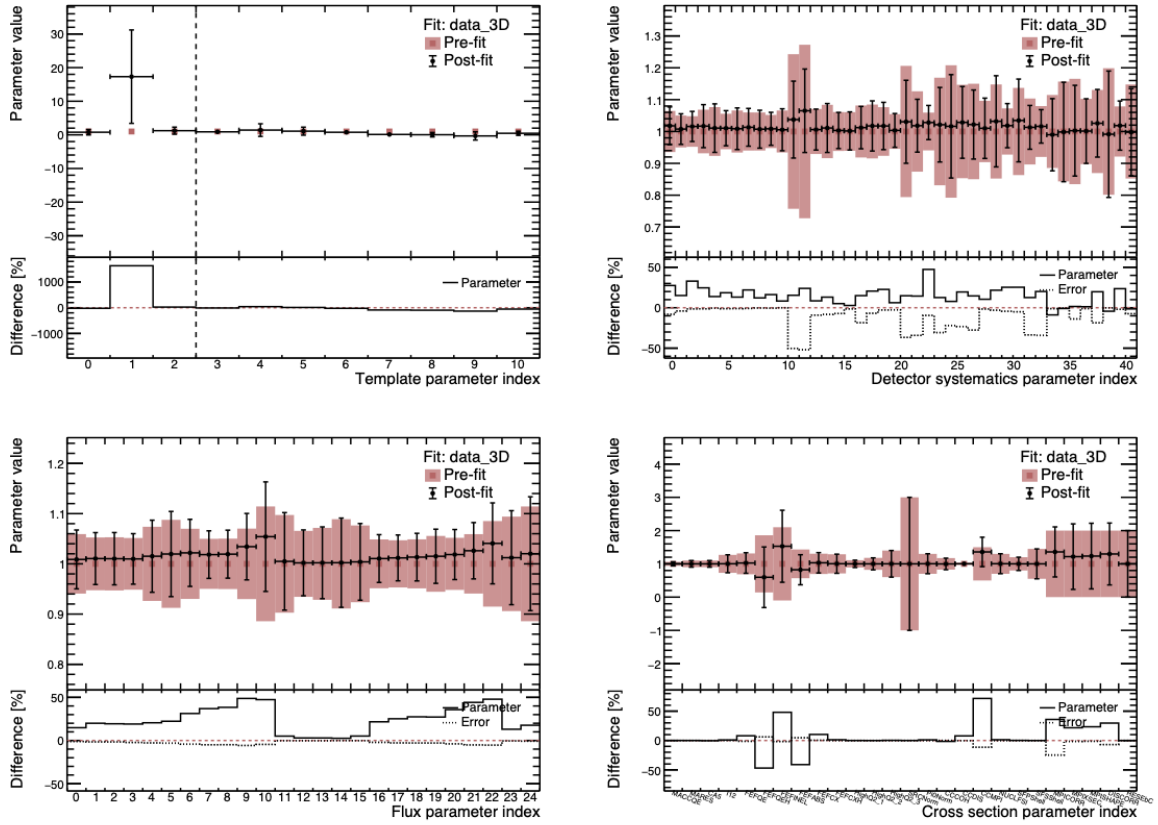 Fit: data_3D
Pre-fit
Post-fit
Parameter value
30
20
10
0
−10
−20
−30
Difference [%]
Parameter
1000
0
−1000
0 1 2 3 4 5 6 7 8 9 10
Template parameter index
Fit: data_3D
Pre-fit
Post-fit
Parameter value
1.3
1.2
1.1
1
0.9
0.8
0.7
Difference [%]
Parameter
Error
50
0
−50
0 5 10 15 20 25 30 35 40
Detector systematics parameter index
Fit: data_3D
Pre-fit
Post-fit
Parameter value
1.2
1.1
1
0.9
0.8
Difference [%]
Parameter
Error
50
0
−50
0 1 2 3 4 5 6 7 8 9 10 11 12 13 14 15 16 17 18 19 20 21 22 23 24
Flux parameter index
Fit: data_3D
Pre-fit
Post-fit
Parameter value
4
3
2
1
0
−1
−2
Difference [%]
Parameter
Error
50
0
−50
MACCQE
Cross section parameter index